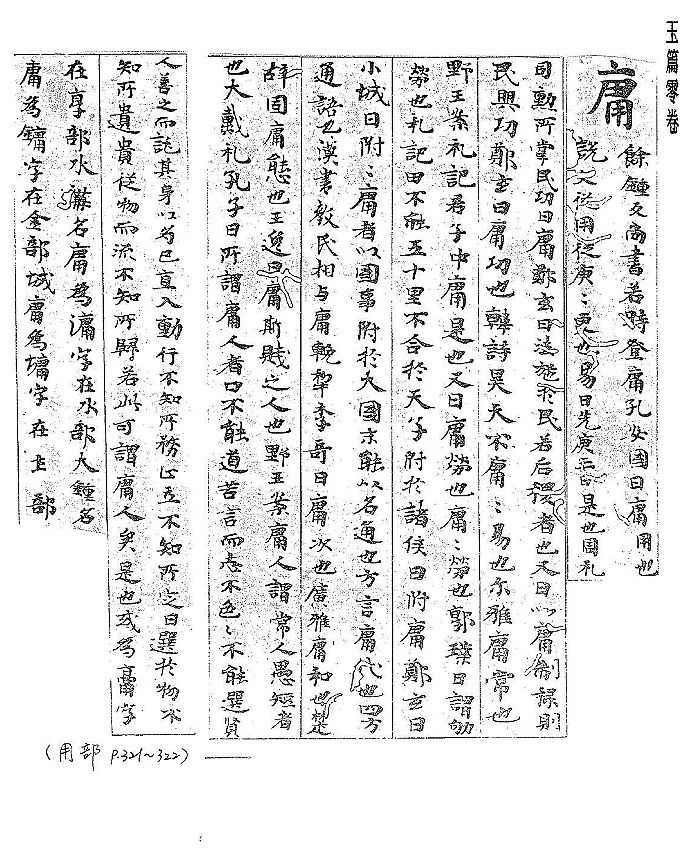 玉篇零卷
庸
餘鍾反尚書若時登庸孔安國曰庸用也
說文從用從庚〻更也易曰先庚三日是也周礼
司勳所掌民功曰庸鄭玄曰法施於民若后稷者也又曰以庸制祿則
民興功鄭玄曰庸功也韓詩昊天不庸〻易也尒雅庸常也
野王案礼記君子中庸是也又曰庸勞也庸〻勞也郭璞曰謂劬
勞也礼記曰不能五十里不合於天子附於諸侯曰附庸鄭玄曰
小城曰附〻庸者以國事附於大國未能以名通也方言庸代也四方
通語也漢書教民相与庸輓犁李奇曰庸次也廣雅庸和也楚
辞固庸態也王逸曰庸廝賤之人也野王案庸人謂常人愚短者
也大戴礼孔子曰所謂庸人者口不能道苦言而志不色〻不能選賢
人善之而託其身以為己直入動行不知所務止立不知所之日選於物不
知所遺貴從物而流不知所歸若此可謂庸人矣是也或為字
在享部水名庸為滽字在水部大鍾名
庸為鏞字在金部城庸為墉字在土部
(用部 P.321~322)